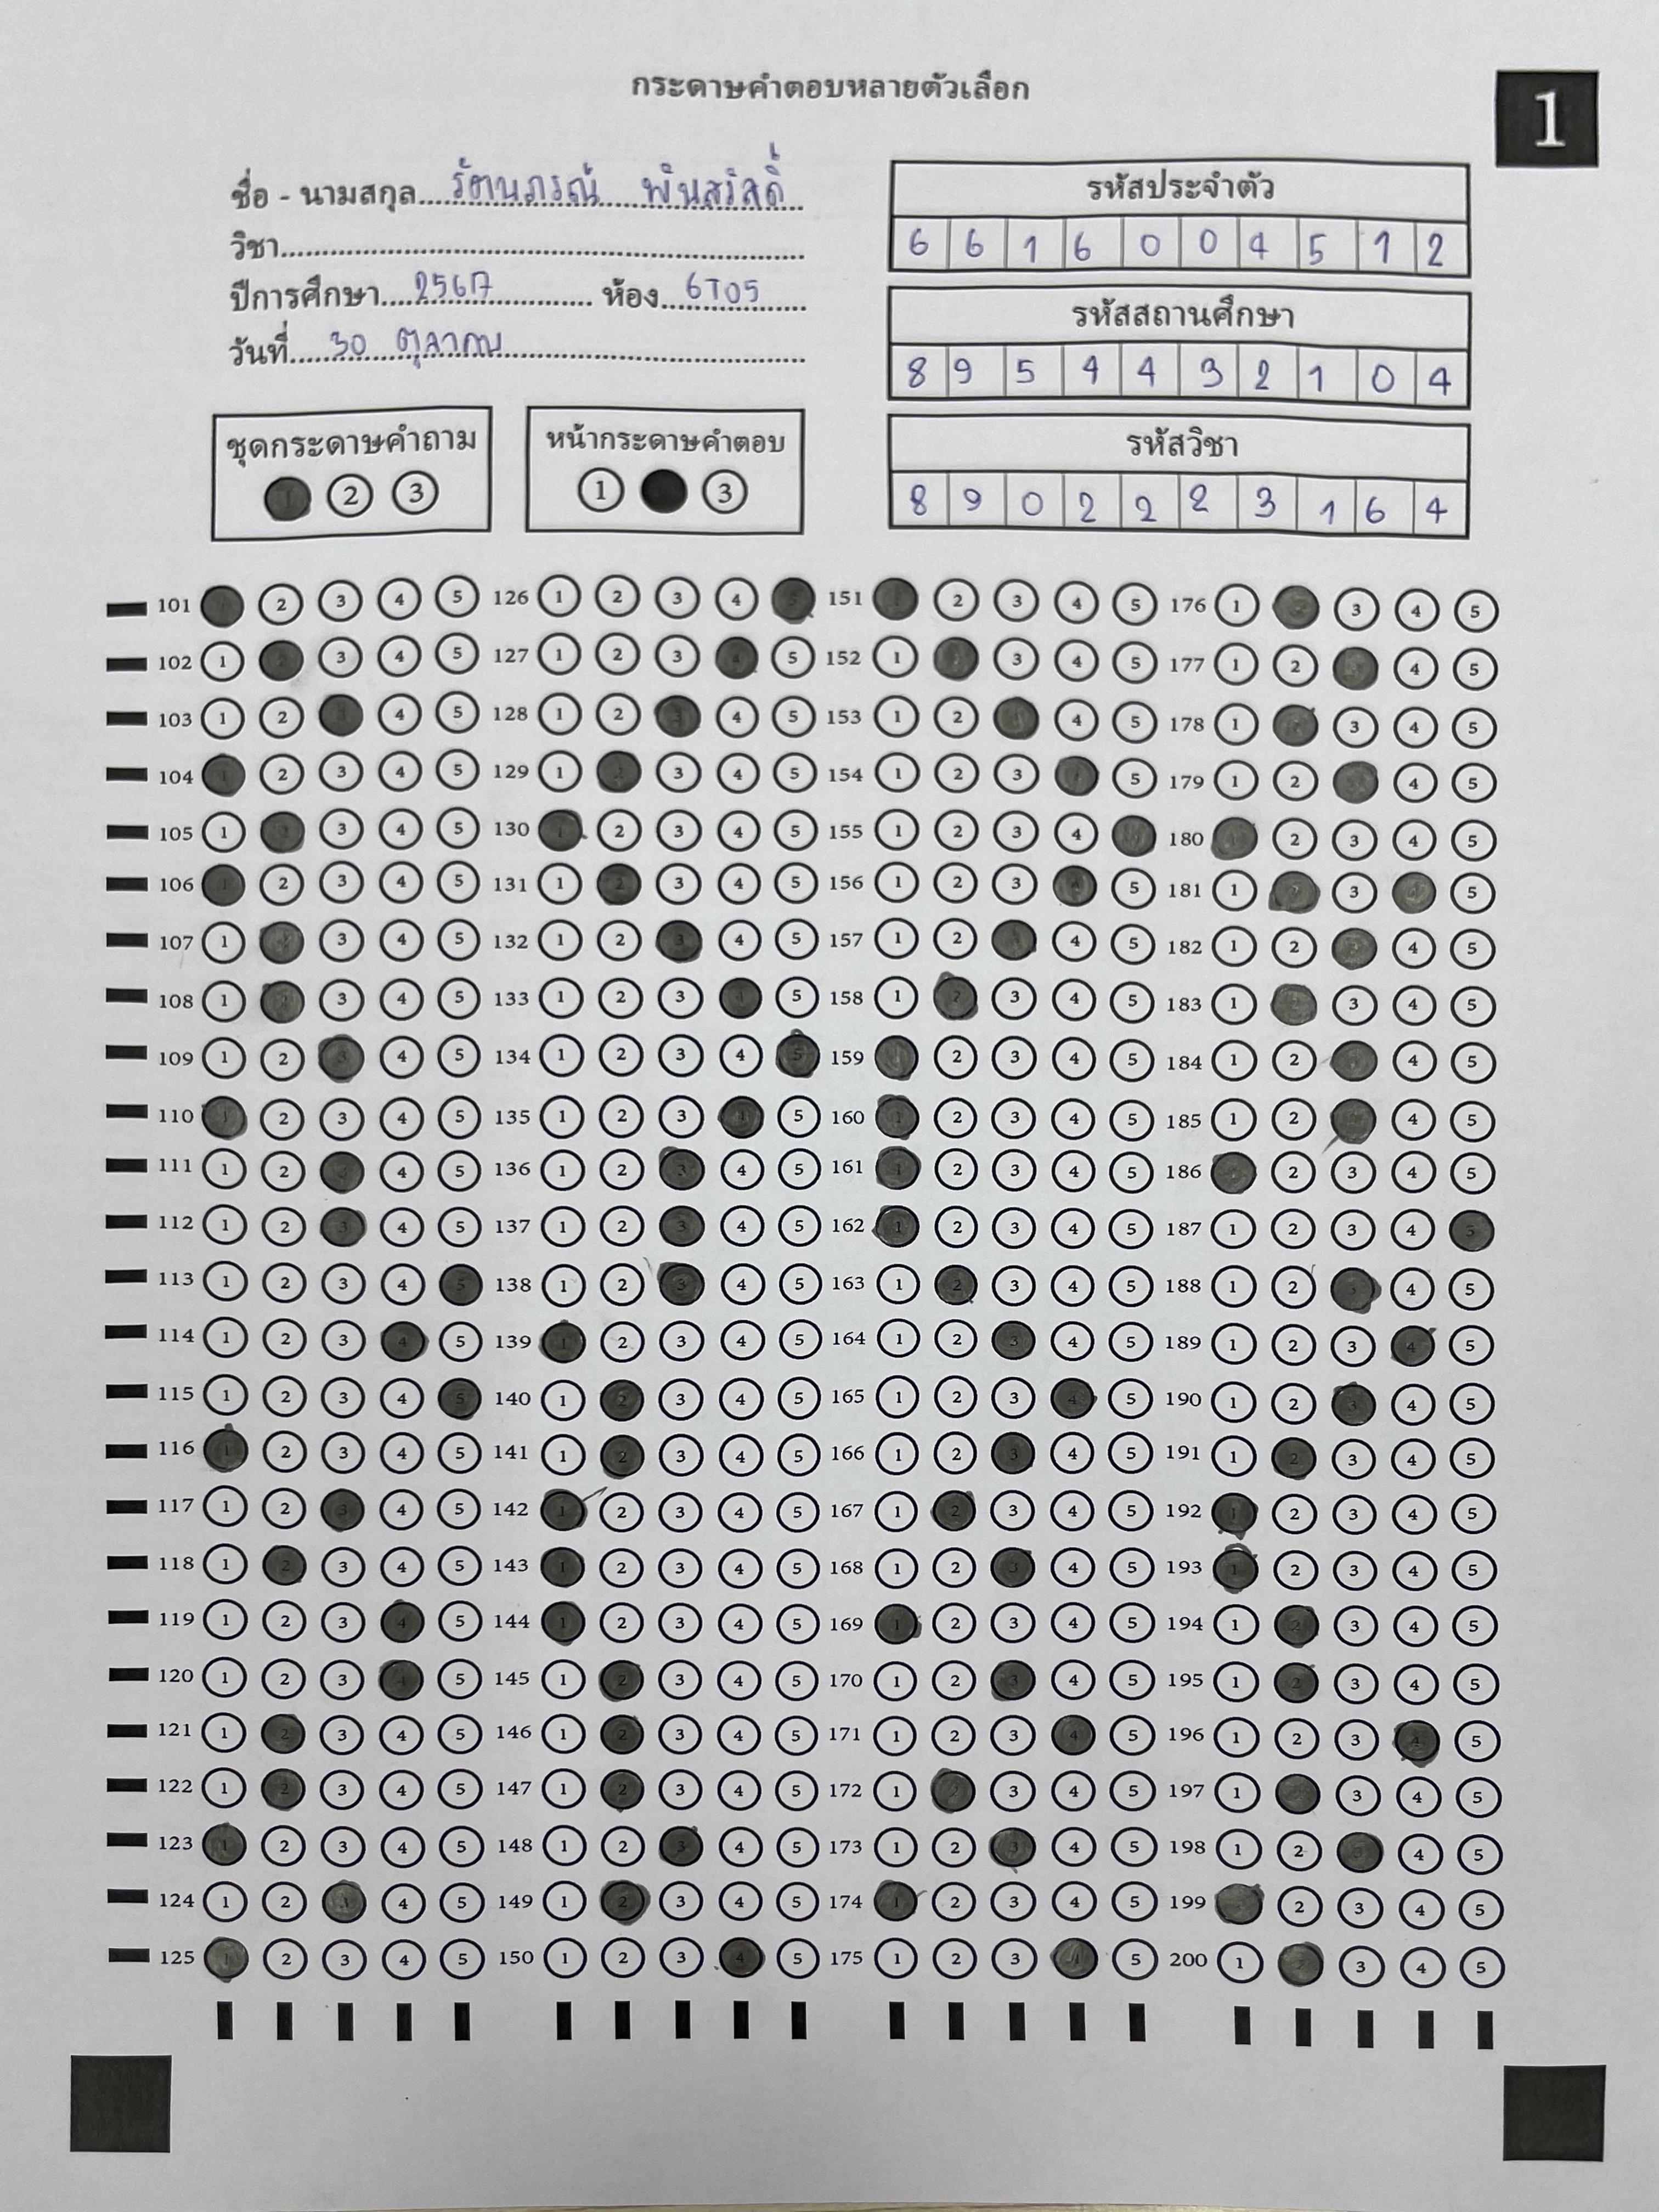 กระดาษคำตอบหลายตัวเลือก
1
ชื่อ - นามสกุล....รัตนภรณ์ พันสวัสดิ์
วิชา
ปีการศึกษา....2567 ห้อง...6T05
วันที่....30 ตุลาคม
รหัสประจำตัว
6 6 1 6 0 0 4 5 1 2
รหัสสถานศึกษา
8 9 5 4 4 3 2 1 0 4
รหัสวิชา
8 9 0 2 2 2 3 1 6 4
ชุดกระดาษคำถาม
1 2 3
หน้ากระดาษคำตอบ
1 3
101 1 2 3 4 5 126 1 2 3 4 5 151 1 2 3 4 5 176 1 2 3 4 5
102 1 2 3 4 5 127 1 2 3 4 5 152 1 2 3 4 5 177 1 2 3 4 5
103 1 2 3 4 5 128 1 2 3 4 5 153 1 2 3 4 5 178 1 2 3 4 5
104 1 2 3 4 5 129 1 2 3 4 5 154 1 2 3 4 5 179 1 2 3 4 5
105 1 2 3 4 5 130 1 2 3 4 5 155 1 2 3 4 5 180 1 2 3 4 5
106 1 2 3 4 5 131 1 2 3 4 5 156 1 2 3 4 5 181 1 2 3 4 5
107 1 2 3 4 5 132 1 2 3 4 5 157 1 2 3 4 5 182 1 2 3 4 5
108 1 2 3 4 5 133 1 2 3 4 5 158 1 2 3 4 5 183 1 2 3 4 5
109 1 2 3 4 5 134 1 2 3 4 5 159 1 2 3 4 5 184 1 2 3 4 5
110 1 2 3 4 5 135 1 2 3 4 5 160 1 2 3 4 5 185 1 2 3 4 5
111 1 2 3 4 5 136 1 2 3 4 5 161 1 2 3 4 5 186 1 2 3 4 5
112 1 2 3 4 5 137 1 2 3 4 5 162 1 2 3 4 5 187 1 2 3 4 5
113 1 2 3 4 5 138 1 2 3 4 5 163 1 2 3 4 5 188 1 2 3 4 5
114 1 2 3 4 5 139 1 2 3 4 5 164 1 2 3 4 5 189 1 2 3 4 5
115 1 2 3 4 5 140 1 2 3 4 5 165 1 2 3 4 5 190 1 2 3 4 5
116 1 2 3 4 5 141 1 2 3 4 5 166 1 2 3 4 5 191 1 2 3 4 5
117 1 2 3 4 5 142 1 2 3 4 5 167 1 2 3 4 5 192 1 2 3 4 5
118 1 2 3 4 5 143 1 2 3 4 5 168 1 2 3 4 5 193 1 2 3 4 5
119 1 2 3 4 5 144 1 2 3 4 5 169 1 2 3 4 5 194 1 2 3 4 5
120 1 2 3 4 5 145 1 2 3 4 5 170 1 2 3 4 5 195 1 2 3 4 5
121 1 2 3 4 5 146 1 2 3 4 5 171 1 2 3 4 5 196 1 2 3 4 5
122 1 2 3 4 5 147 1 2 3 4 5 172 1 2 3 4 5 197 1 2 3 4 5
123 1 2 3 4 5 148 1 2 3 4 5 173 1 2 3 4 5 198 1 2 3 4 5
124 1 2 3 4 5 149 1 2 3 4 5 174 1 2 3 4 5 199 1 2 3 4 5
125 1 2 3 4 5 150 1 2 3 4 5 175 1 2 3 4 5 200 1 2 3 4 5